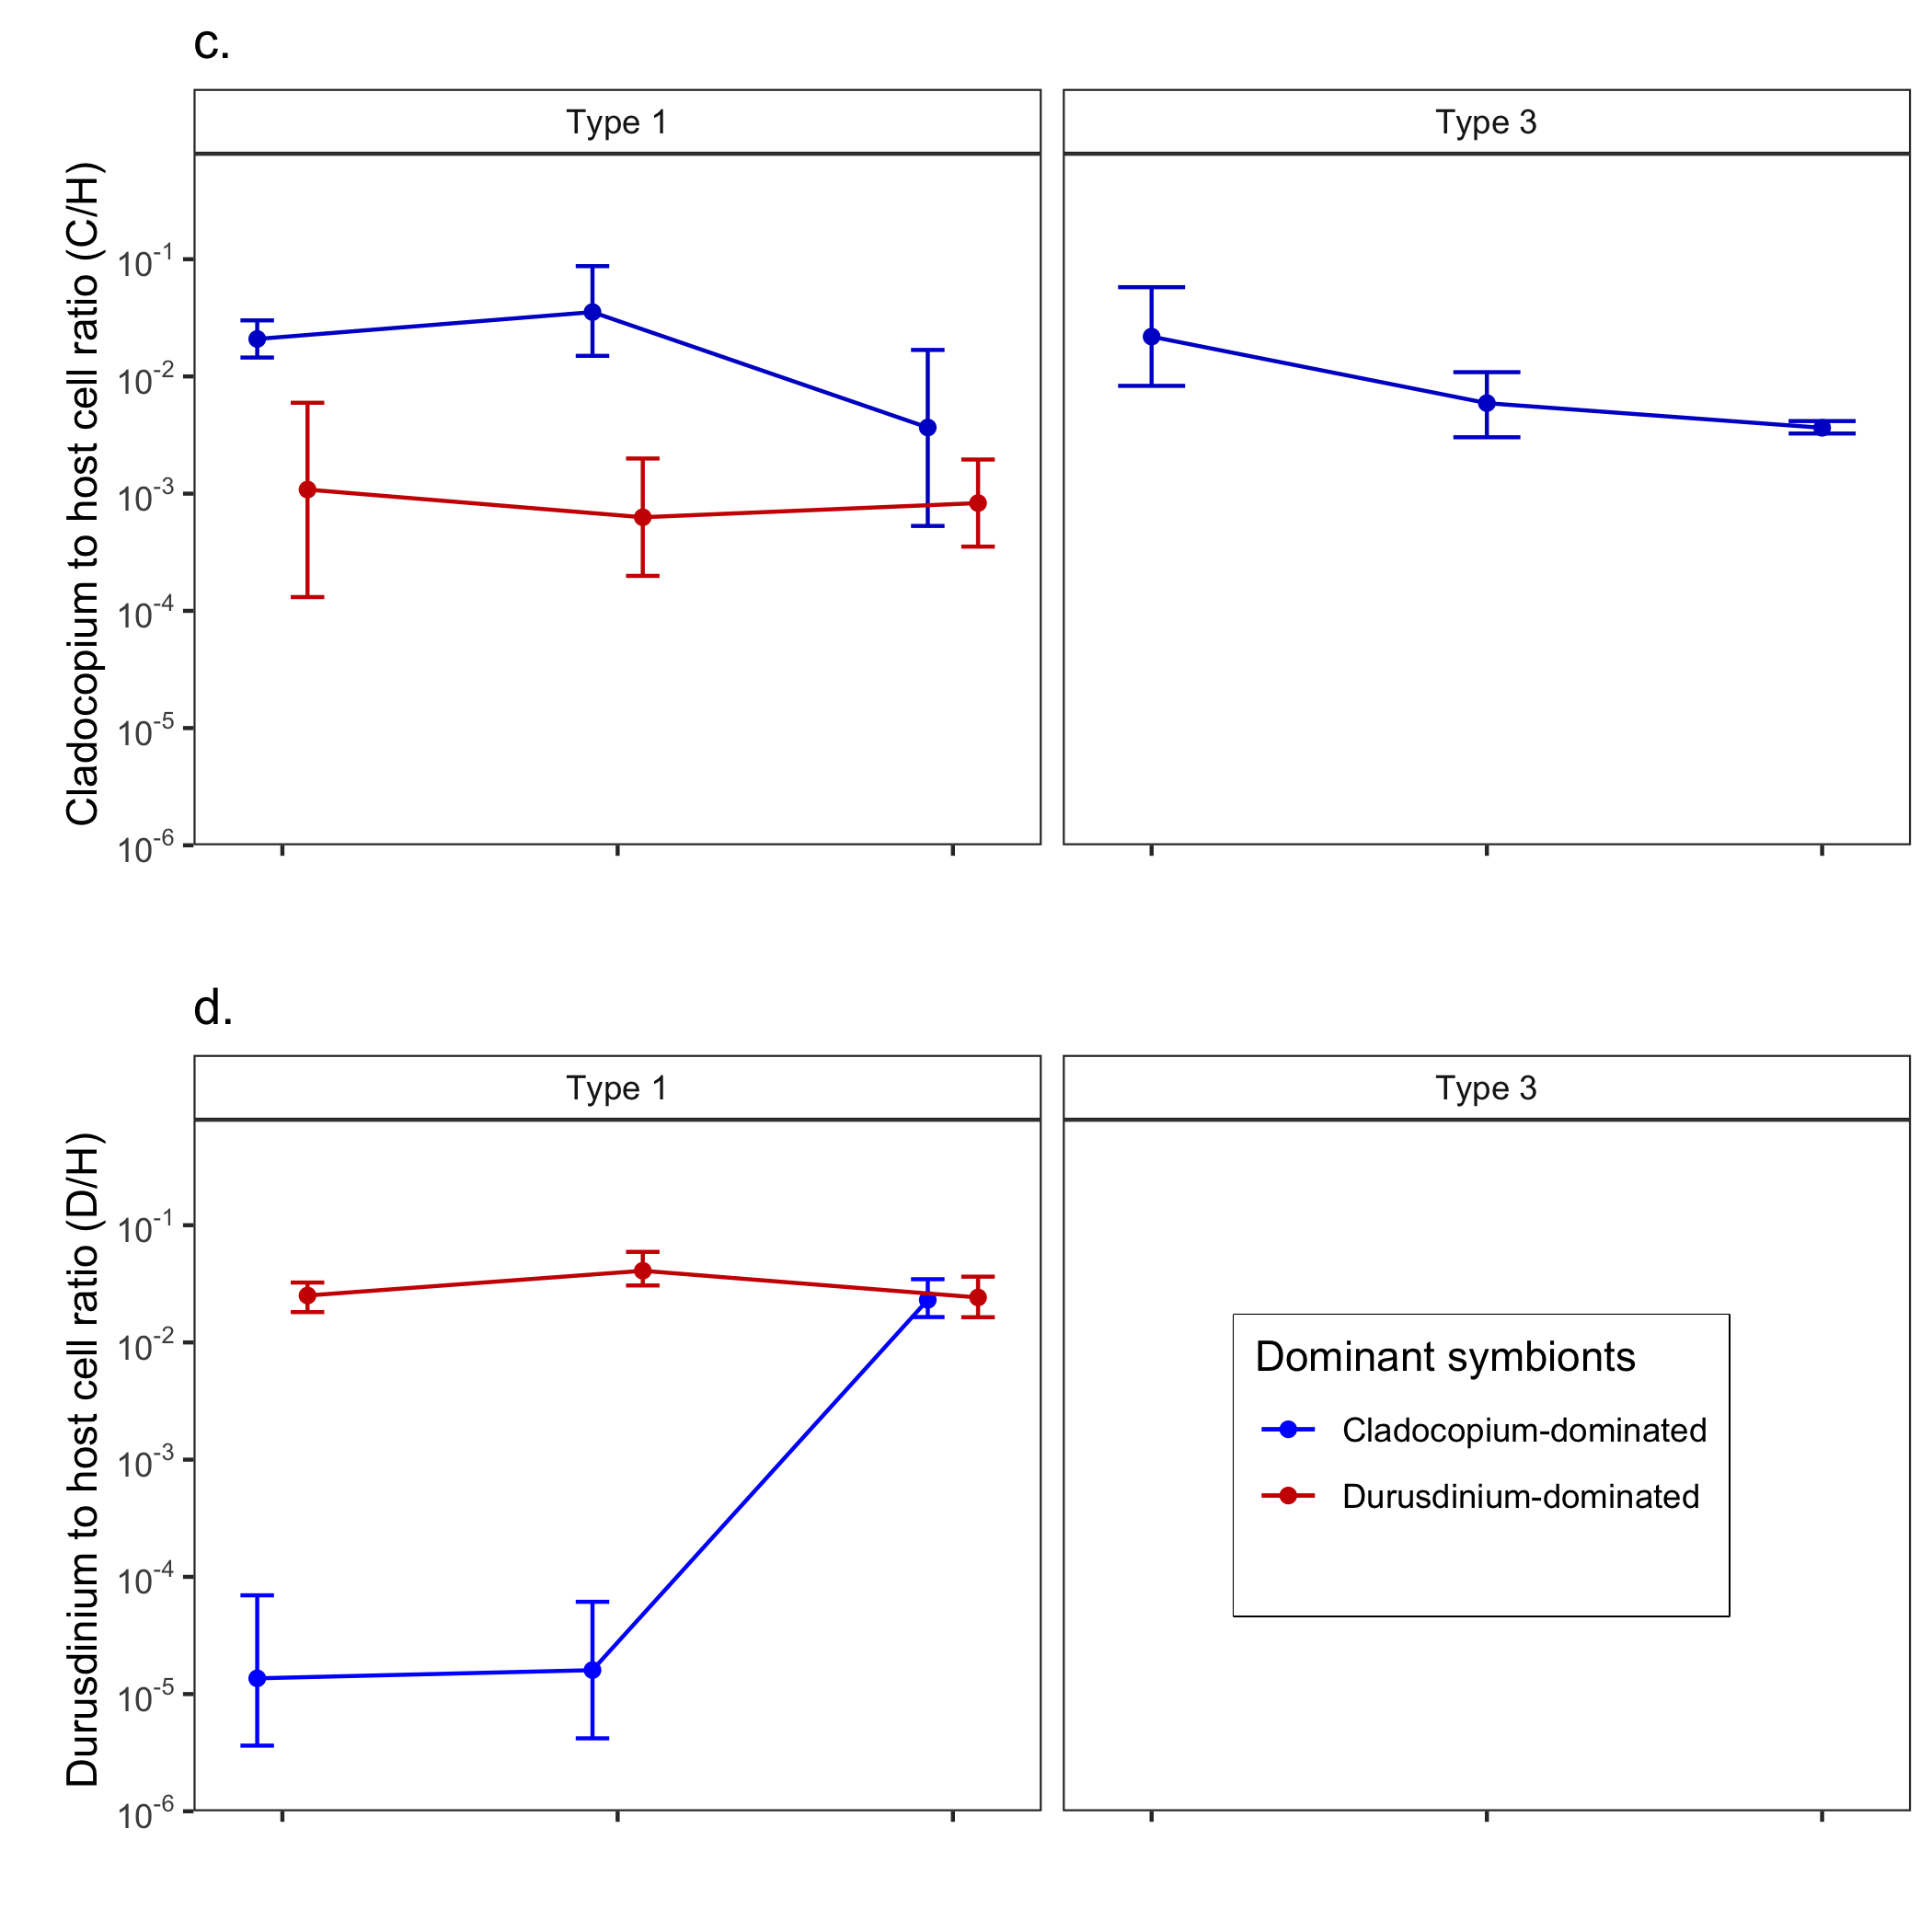 c.
Type 1
Type 3
Cladocopium to host cell ratio (C/H)
10-1
10-2
10-3
10-4
10-5
10-6
d.
Type 1
Type 3
Durusdinium to host cell ratio (D/H)
10-1
10-2
10-3
10-4
10-5
10-6
Dominant symbionts
Cladocopium-dominated
Durusdinium-dominated